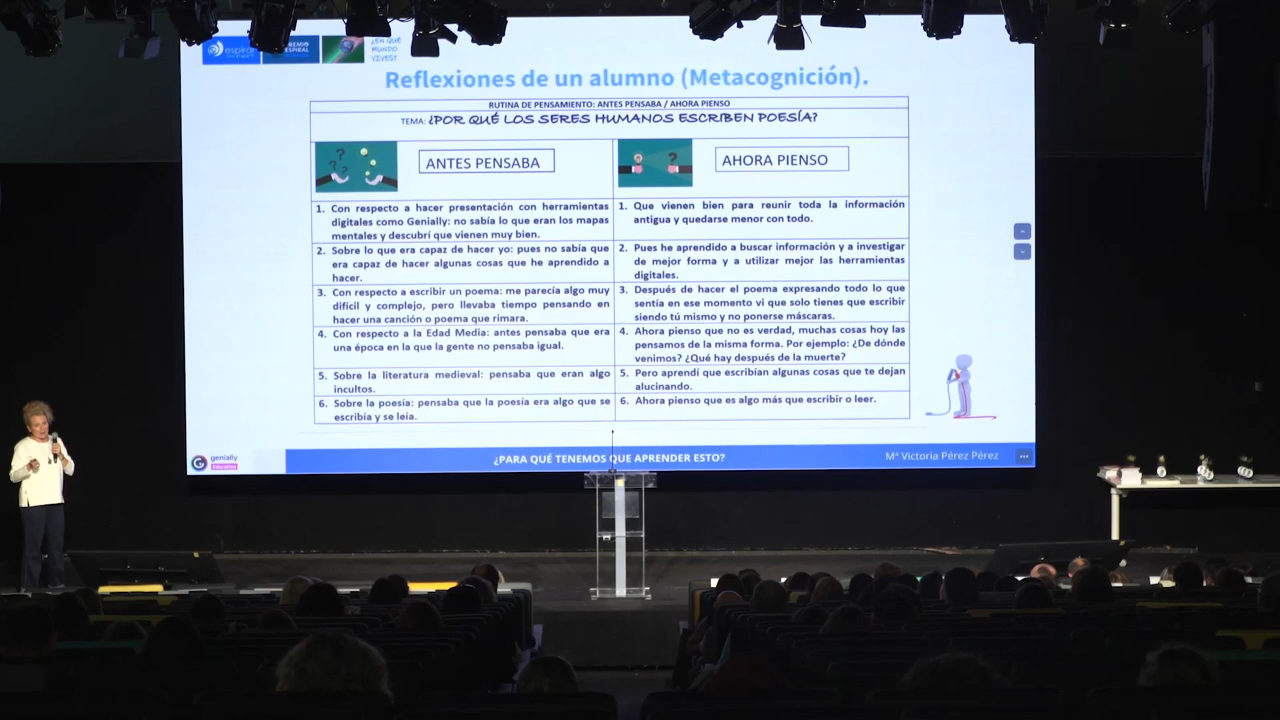 espiral
PREMIO
ESPIRAL
¿EN QUÉ
MUNDO
VIVES?
Reflexiones de un alumno (Metacognición).
RUTINA DE PENSAMIENTO: ANTES PENSABA / AHORA PIENSO
TEMA: ¿POR QUÉ LOS SERES HUMANOS ESCRIBEN POESÍA?
ANTES PENSABA
AHORA PIENSO
1. Con respecto a hacer presentación con herramientas
digitales como Genially: no sabía lo que eran los mapas
mentales y descubrí que vienen muy bien.
1. Que vienen bien para reunir toda la información
antigua y quedarse menor con todo.
2. Sobre lo que era capaz de hacer yo: pues no sabía que
era capaz de hacer algunas cosas que he aprendido a
hacer.
2. Pues he aprendido a buscar información y a investigar
de mejor forma y a utilizar mejor las herramientas
digitales.
3. Con respecto a escribir un poema: me parecía algo muy
difícil y complejo, pero llevaba tiempo pensando en
hacer una canción o poema que rimara.
3. Después de hacer el poema expresando todo lo que
sentía en ese momento vi que solo tienes que escribir
siendo tú mismo y no ponerse máscaras.
4. Con respecto a la Edad Media: antes pensaba que era
una época en la que la gente no pensaba igual.
4. Ahora pienso que no es verdad, muchas cosas hoy las
pensamos de la misma forma. Por ejemplo: ¿De dónde
venimos? ¿Qué hay después de la muerte?
5. Sobre la literatura medieval: pensaba que eran algo
incultos.
5. Pero aprendí que escribían algunas cosas que te dejan
alucinando.
6. Sobre la poesía: pensaba que la poesía era algo que se
escribía y se leía.
6. Ahora pienso que es algo más que escribir o leer.
genially
Education
¿PARA QUÉ TENEMOS QUE APRENDER ESTO?
Mª Victoria Pérez Pérez